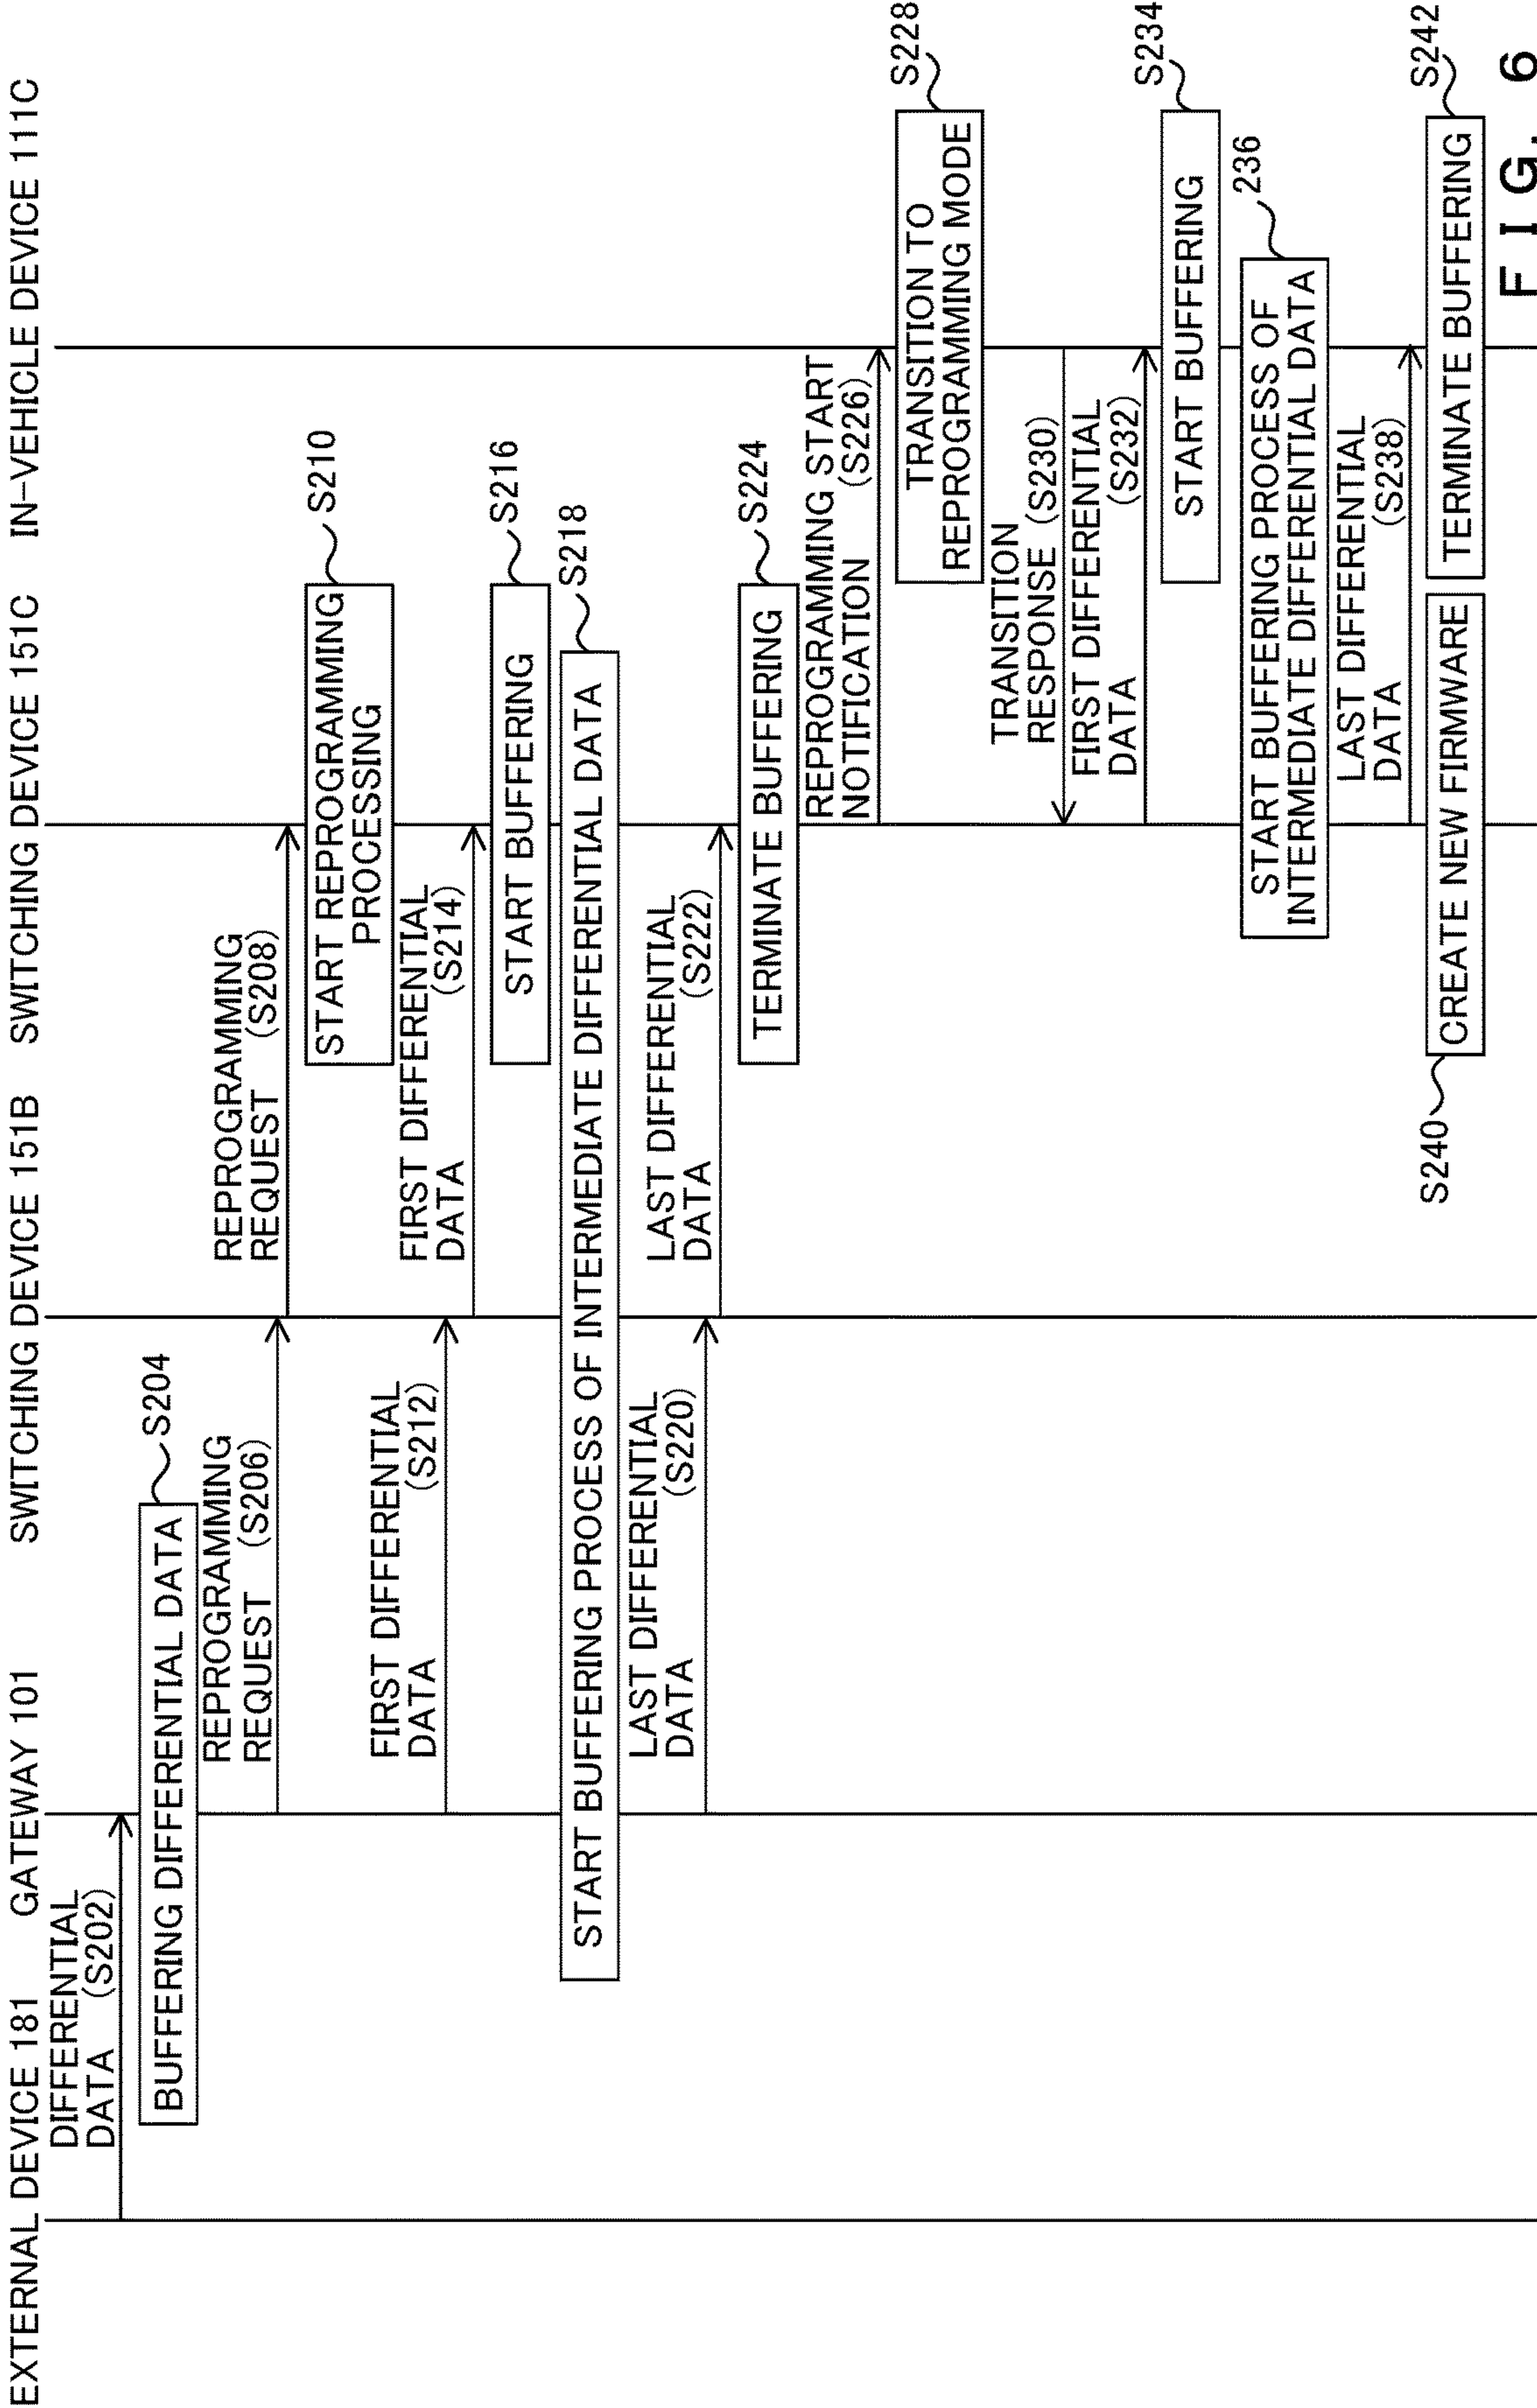 EXTERNAL DEVICE 181
GATEWAY 101
SWITCHING DEVICE 151B
SWITCHING DEVICE 151C
IN-VEHICLE DEVICE 111C
DIFFERENTIAL
DATA (S202)
BUFFERING DIFFERENTIAL DATA
S204
REPROGRAMMING
REQUEST (S206)
REPROGRAMMING
REQUEST (S208)
START REPROGRAMMING
PROCESSING
S210
FIRST DIFFERENTIAL
DATA (S212)
FIRST DIFFERENTIAL
DATA (S214)
START BUFFERING
S216
START BUFFERING PROCESS OF INTERMEDIATE DIFFERENTIAL DATA
S218
LAST DIFFERENTIAL
DATA (S220)
LAST DIFFERENTIAL
DATA (S222)
TERMINATE BUFFERING
S224
REPROGRAMMING START
NOTIFICATION (S226)
TRANSITION TO
REPROGRAMMING MODE
S228
TRANSITION
RESPONSE (S230)
FIRST DIFFERENTIAL
DATA (S232)
START BUFFERING
S234
START BUFFERING PROCESS OF
INTERMEDIATE DIFFERENTIAL DATA
236
LAST DIFFERENTIAL
DATA (S238)
S240
CREATE NEW FIRMWARE
TERMINATE BUFFERING
S242
FIG. 6